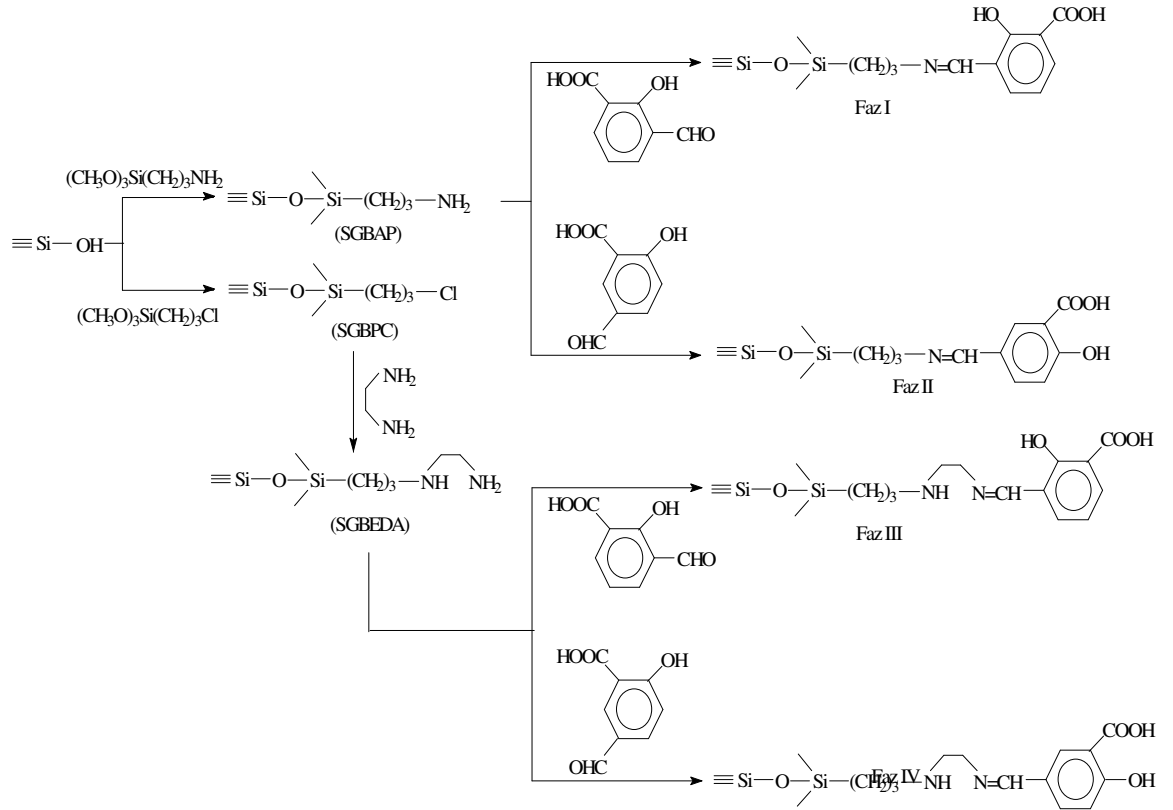 HO COOH
≡Si—O—Si—(CH₂)₃—N=CH
Faz I
HOOC OH
CHO
(CH₃O)₃Si(CH₂)₃NH₂
≡Si—O—Si—(CH₂)₃—NH₂
(SGBAP)
≡Si—OH
≡Si—O—Si—(CH₂)₃—Cl
(SGBPC)
(CH₃O)₃Si(CH₂)₃Cl
HOOC OH
OHC
COOH
≡Si—O—Si—(CH₂)₃—N=CH OH
Faz II
NH₂
NH₂
≡Si—O—Si—(CH₂)₃—NH NH₂
(SGBEDA)
HO COOH
≡Si—O—Si—(CH₂)₃—NH N=CH
Faz III
HOOC OH
CHO
HOOC OH
OHC
COOH
≡Si—O—Si—(CH₂)₃—NH N=CH OH
Faz IV